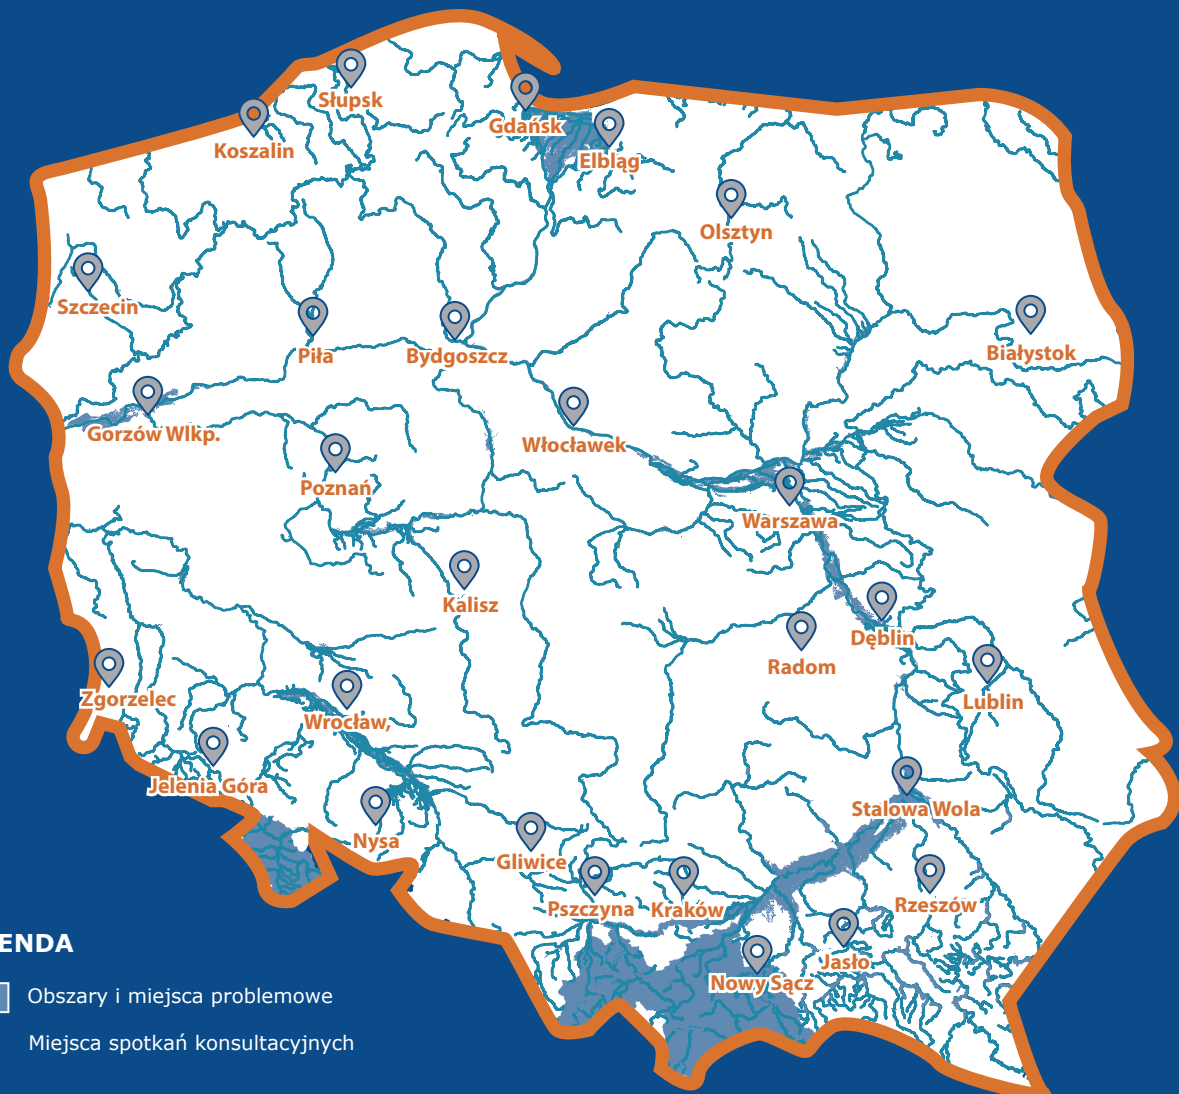 Słupsk
Gdańsk
Koszalin
Elbląg
Olsztyn
Szczecin
Piła
Bydgoszcz
Białystok
Gorzów Wlkp.
Włocławek
Poznań
Warszawa
Kalisz
Dęblin
Radom
Zgorzelec
Lublin
Wrocław,
Jelenia Góra
Stalowa Wola
Nysa
Gliwice
Pszczyna
Kraków
Rzeszów
Jasło
Nowy Sącz
ENDA
Obszary i miejsca problemowe
Miejsca spotkań konsultacyjnych